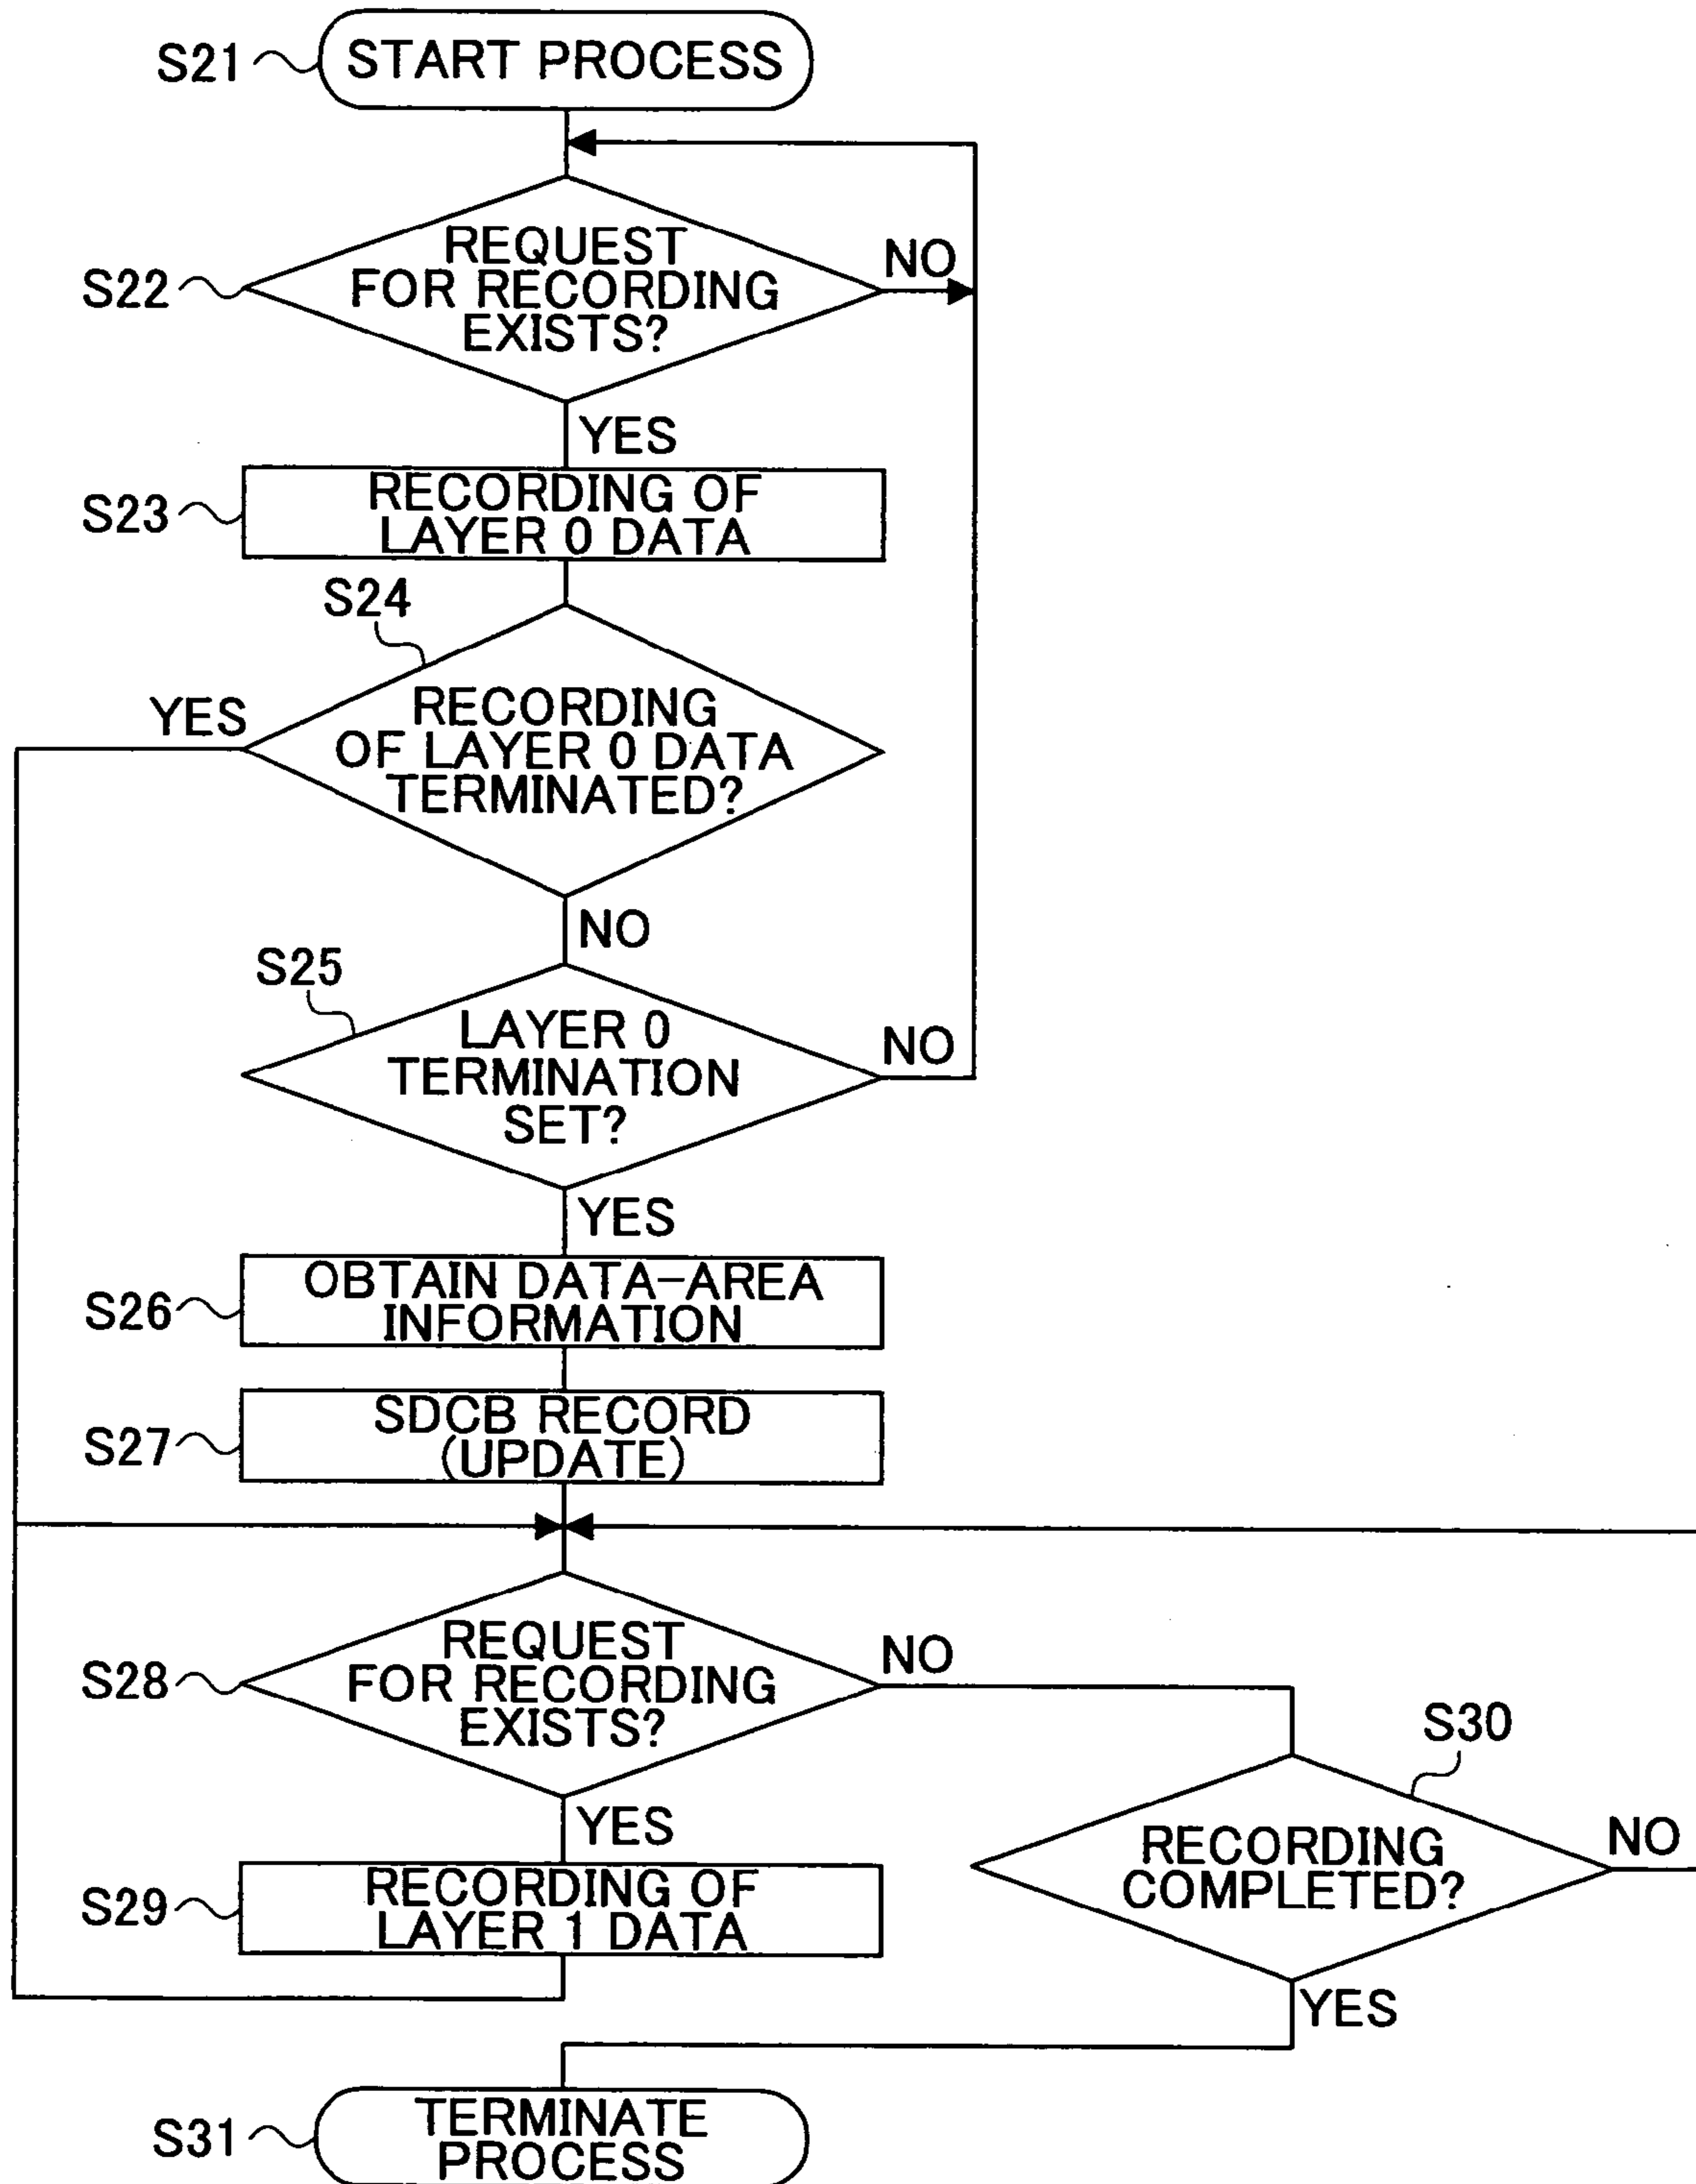 S21
START PROCESS
S22
REQUEST
FOR RECORDING
EXISTS?
NO
YES
S23
RECORDING OF
LAYER 0 DATA
S24
YES
RECORDING
OF LAYER 0 DATA
TERMINATED?
NO
S25
LAYER 0
TERMINATION
SET?
NO
YES
S26
OBTAIN DATA-AREA
INFORMATION
S27
SDCB RECORD
(UPDATE)
S28
REQUEST
FOR RECORDING
EXISTS?
NO
YES
S29
RECORDING OF
LAYER 1 DATA
S30
RECORDING
COMPLETED?
NO
YES
S31
TERMINATE
PROCESS